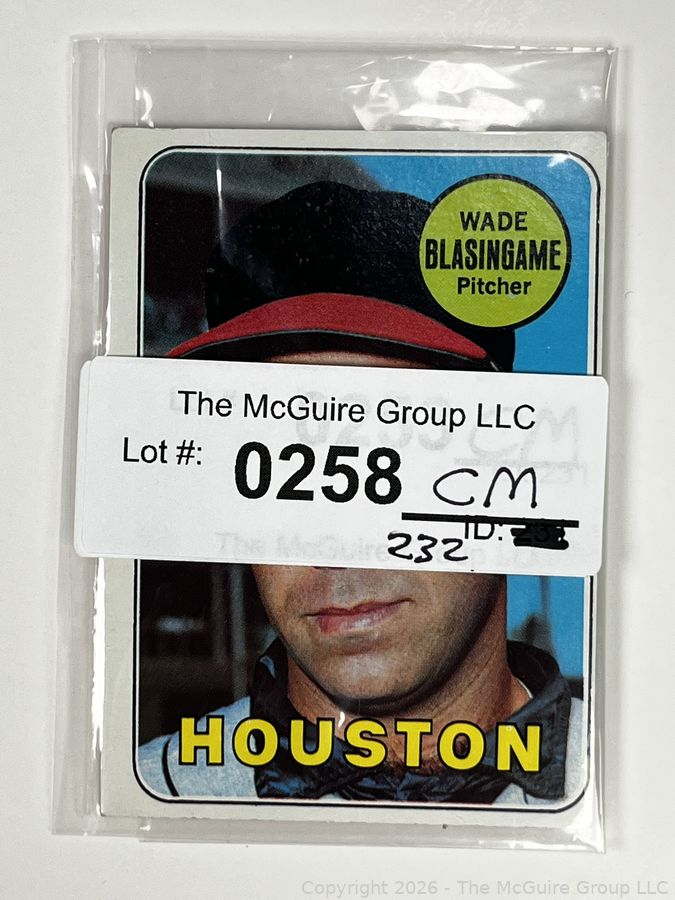 WADE
BLASINGAME
Pitcher
The McGuire Group LLC
Lot #: 0258 CM
ID:
232
HOUSTON
Copyright 2026 - The McGuire Group LLC